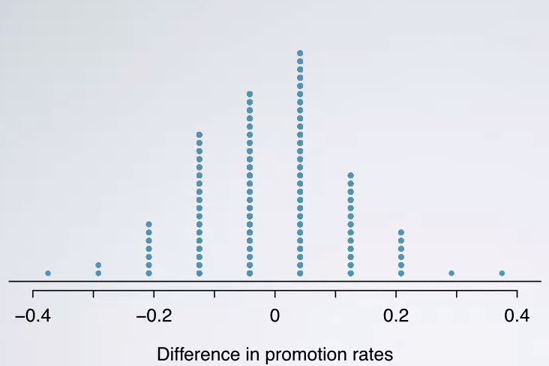 −0.4 −0.2 0 0.2 0.4
Difference in promotion rates